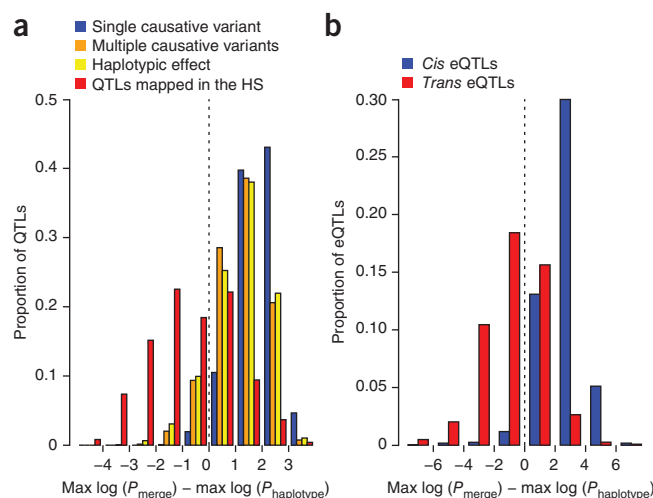 a
Single causative variant
Multiple causative variants
Haplotypic effect
QTLs mapped in the HS
0.5
0.4
0.3
0.2
0.1
0
Proportion of QTLs
−4 −3 −2 −1 0 1 2 3
Max log (Pmerge) − max log (Phaplotype)
b
Cis eQTLs
Trans eQTLs
0.30
0.25
0.20
0.15
0.10
0.05
0
Proportion of eQTLs
−6 −4 −2 0 2 4 6
Max log (Pmerge) − max log (Phaplotype)